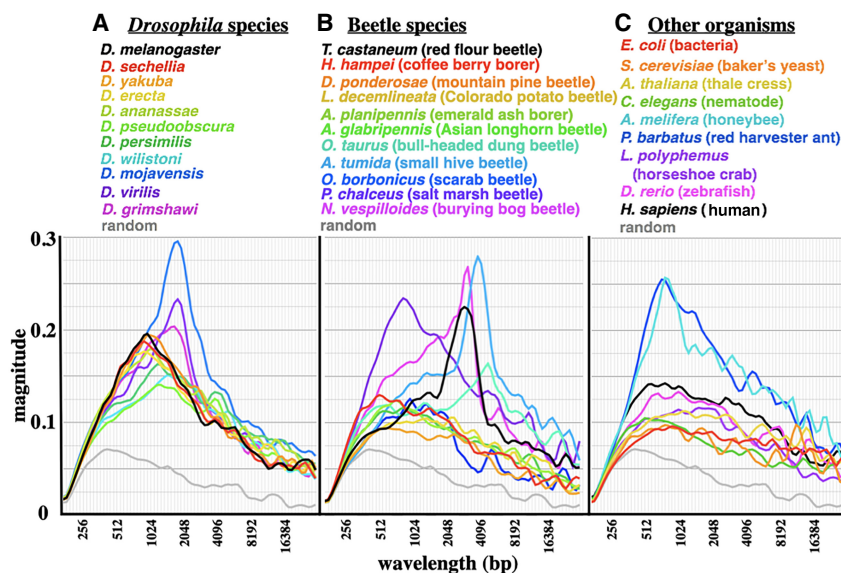 A Drosophila species
D. melanogaster
D. sechellia
D. yakuba
D. erecta
D. ananassae
D. pseudoobscura
D. persimilis
D. wilistoni
D. mojavensis
D. virilis
D. grimshawi
random
B Beetle species
T. castaneum (red flour beetle)
H. hampei (coffee berry borer)
D. ponderosae (mountain pine beetle)
L. decemlineata (Colorado potato beetle)
A. planipennis (emerald ash borer)
A. glabripennis (Asian longhorn beetle)
O. taurus (bull-headed dung beetle)
A. tumida (small hive beetle)
O. borbonicus (scarab beetle)
P. chalceus (salt marsh beetle)
N. vespilloides (burying bog beetle)
random
C Other organisms
E. coli (bacteria)
S. cerevisiae (baker's yeast)
A. thaliana (thale cress)
C. elegans (nematode)
A. melifera (honeybee)
P. barbatus (red harvester ant)
L. polyphemus
(horseshoe crab)
D. rerio (zebrafish)
H. sapiens (human)
random
magnitude
0.3
0.2
0.1
0
256 512 1024 2048 4096 8192 16384
256 512 1024 2048 4096 8192 16384
256 512 1024 2048 4096 8192 16384
wavelength (bp)